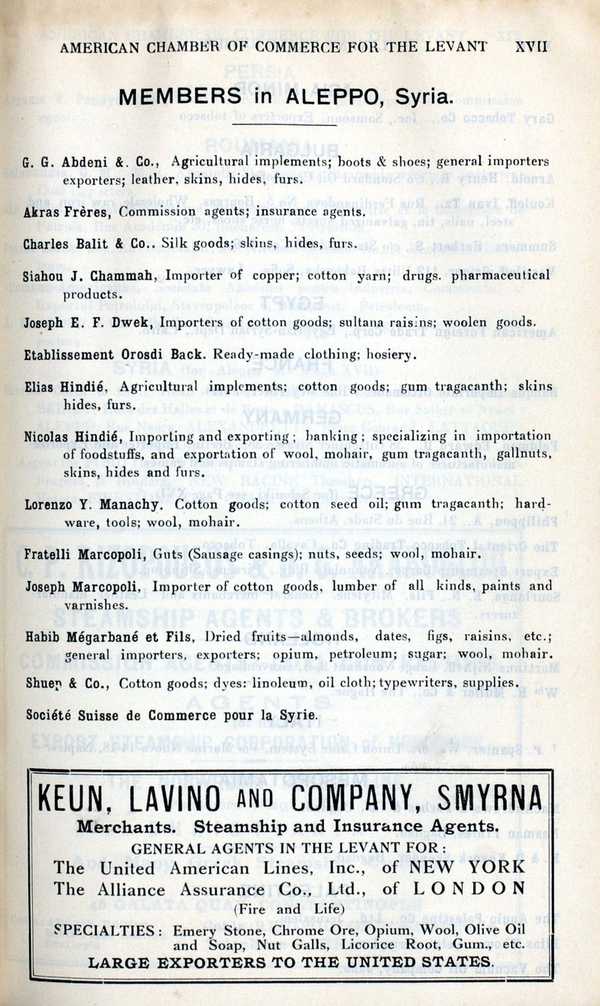 AMERICAN CHAMBER OF COMMERCE FOR THE LEVANT XVII
MEMBERS in ALEPPO, Syria.
G. G. Abdeni & Co., Agricultural implements; boots & shoes; general importers
exporters; leather, skins, hides, furs.
Akras Frères, Commission agents; insurance agents.
Charles Balit & Co.. Silk goods; skins, hides, furs.
Siahou J. Chammah, Importer of copper; cotton yarn; drugs. pharmaceutical
products.
Joseph E. F. Dwek, Importers of cotton goods; sultana raisins; woolen goods.
Etablissement Orosdi Back. Ready-made clothing; hosiery.
Elias Hindié, Agricultural implements; cotton goods; gum tragacanth; skins
hides, furs.
Nicolas Hindié, Importing and exporting; banking; specializing in importation
of foodstuffs, and exportation of wool, mohair, gum tragacanth, gallnuts,
skins, hides and furs.
Lorenzo Y. Manachy. Cotton goods; cotton seed oil; gum tragacanth; hard-
ware, tools; wool, mohair.
Fratelli Marcopoli, Guts (Sausage casings); nuts, seeds; wool, mohair.
Joseph Marcopoli, Importer of cotton goods, lumber of all kinds, paints and
varnishes.
Habib Mégarbané et Fils, Dried fruits—almonds, dates, figs, raisins, etc.;
general importers, exporters; opium, petroleum; sugar; wool, mohair.
Shuep & Co., Cotton goods; dyes: linoleum, oil cloth; typewriters, supplies.
Société Suisse de Commerce pour la Syrie.
KEUN, LAVINO AND COMPANY, SMYRNA
Merchants. Steamship and Insurance Agents.
GENERAL AGENTS IN THE LEVANT FOR:
The United American Lines, Inc., of NEW YORK
The Alliance Assurance Co., Ltd., of LONDON
(Fire and Life)
SPECIALTIES: Emery Stone, Chrome Ore, Opium, Wool, Olive Oil
and Soap, Nut Galls, Licorice Root, Gum., etc.
LARGE EXPORTERS TO THE UNITED STATES.